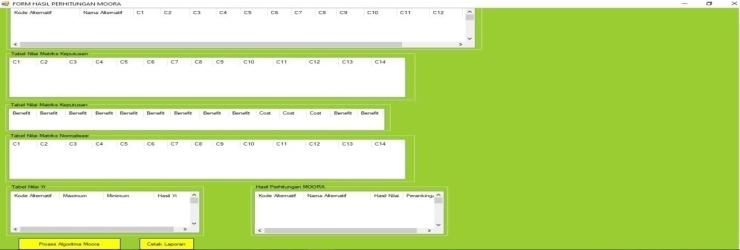 FORM HASIL PERHITUNGAN MOORA
Kode Alternatif Nama Alternatif C1 C2 C3 C4 C5 C6 C7 C8 C9 C10 C11 C12
Tabel Nilai Matriks Keputusan
C1 C2 C3 C4 C5 C6 C7 C8 C9 C10 C11 C12 C13 C14
Tabel Nilai Matriks Keputusan
Benefit Benefit Benefit Benefit Benefit Benefit Benefit Benefit Benefit Cost Cost Cost Benefit Benefit
Tabel Nilai Matriks Normalisasi
C1 C2 C3 C4 C5 C6 C7 C8 C9 C10 C11 C12 C13 C14
Tabel Nilai Yi
Kode Alternatif Maximum Minimum Hasil Yi
Hasil Perhitungan MOORA
Kode Alternatif Nama Alternatif Hasil Nilai Perankingan
Proses Algoritma Moora Cetak Laporan